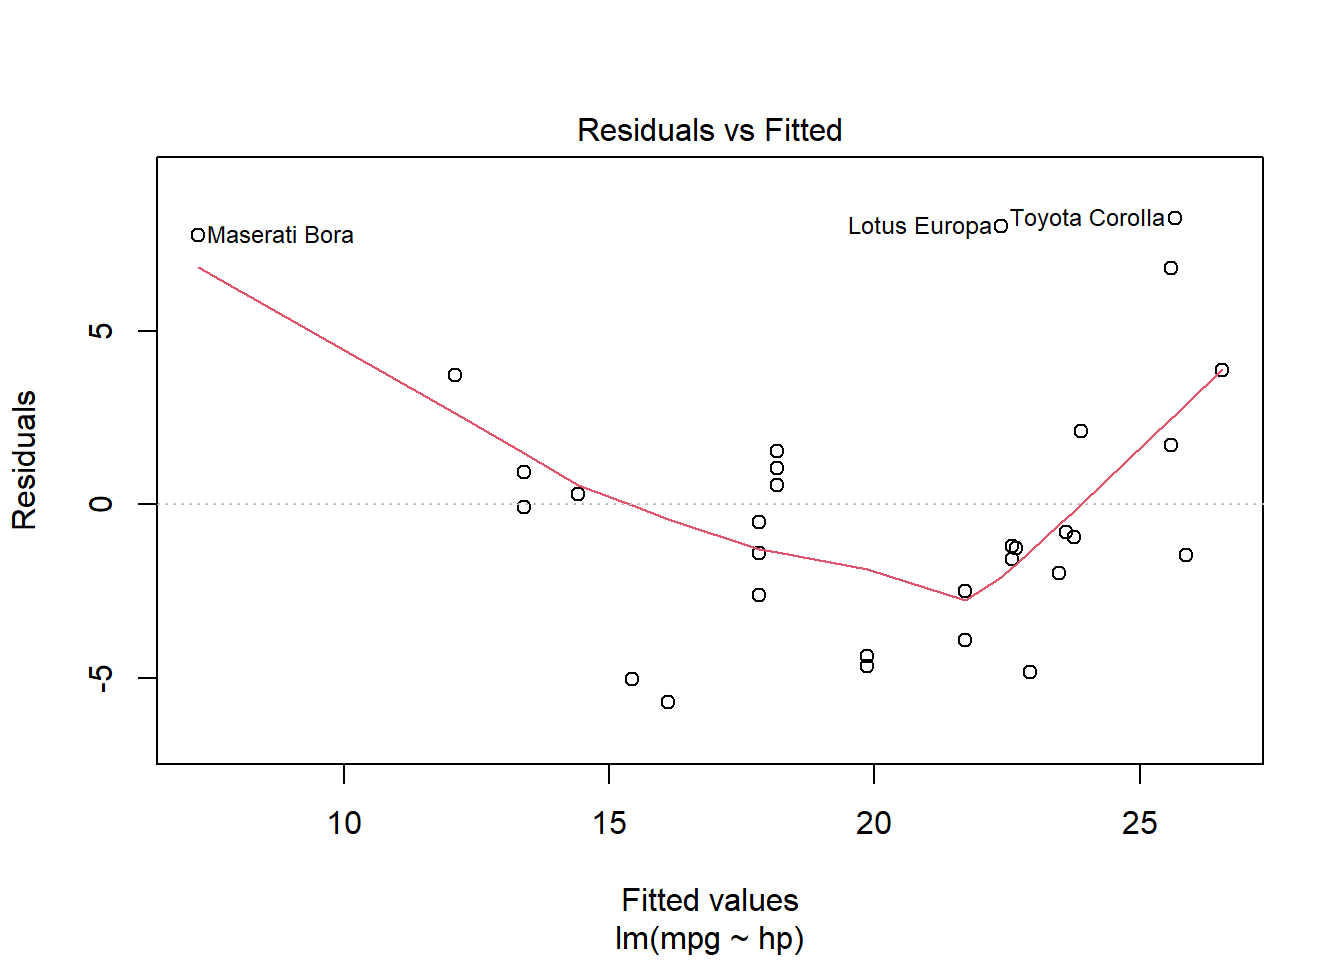 Residuals vs Fitted
Maserati Bora
Lotus Europa
Toyota Corolla
Residuals
5
0
-5
10 15 20 25
Fitted values
lm(mpg ~ hp)